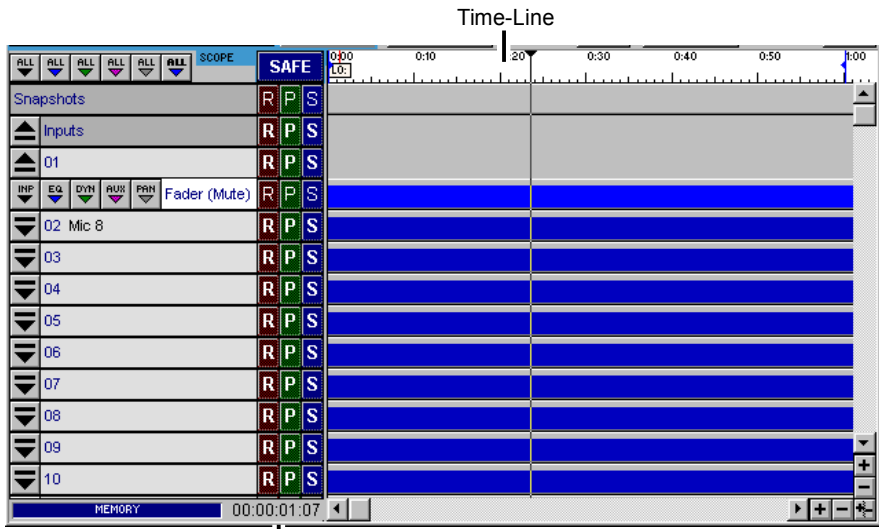 Time-Line
ALL ALL ALL ALL ALL ALL SCOPE SAFE 0:00 0:10 :20 0:30 0:40 0:50 1:00
L0:
Snapshots R P S
Inputs R P S
01 R P S
INP EQ DYN AUX PAN Fader (Mute) R P S
02 Mic 8 R P S
03 R P S
04 R P S
05 R P S
06 R P S
07 R P S
08 R P S
09 R P S
10 R P S
MEMORY 00:00:01:07